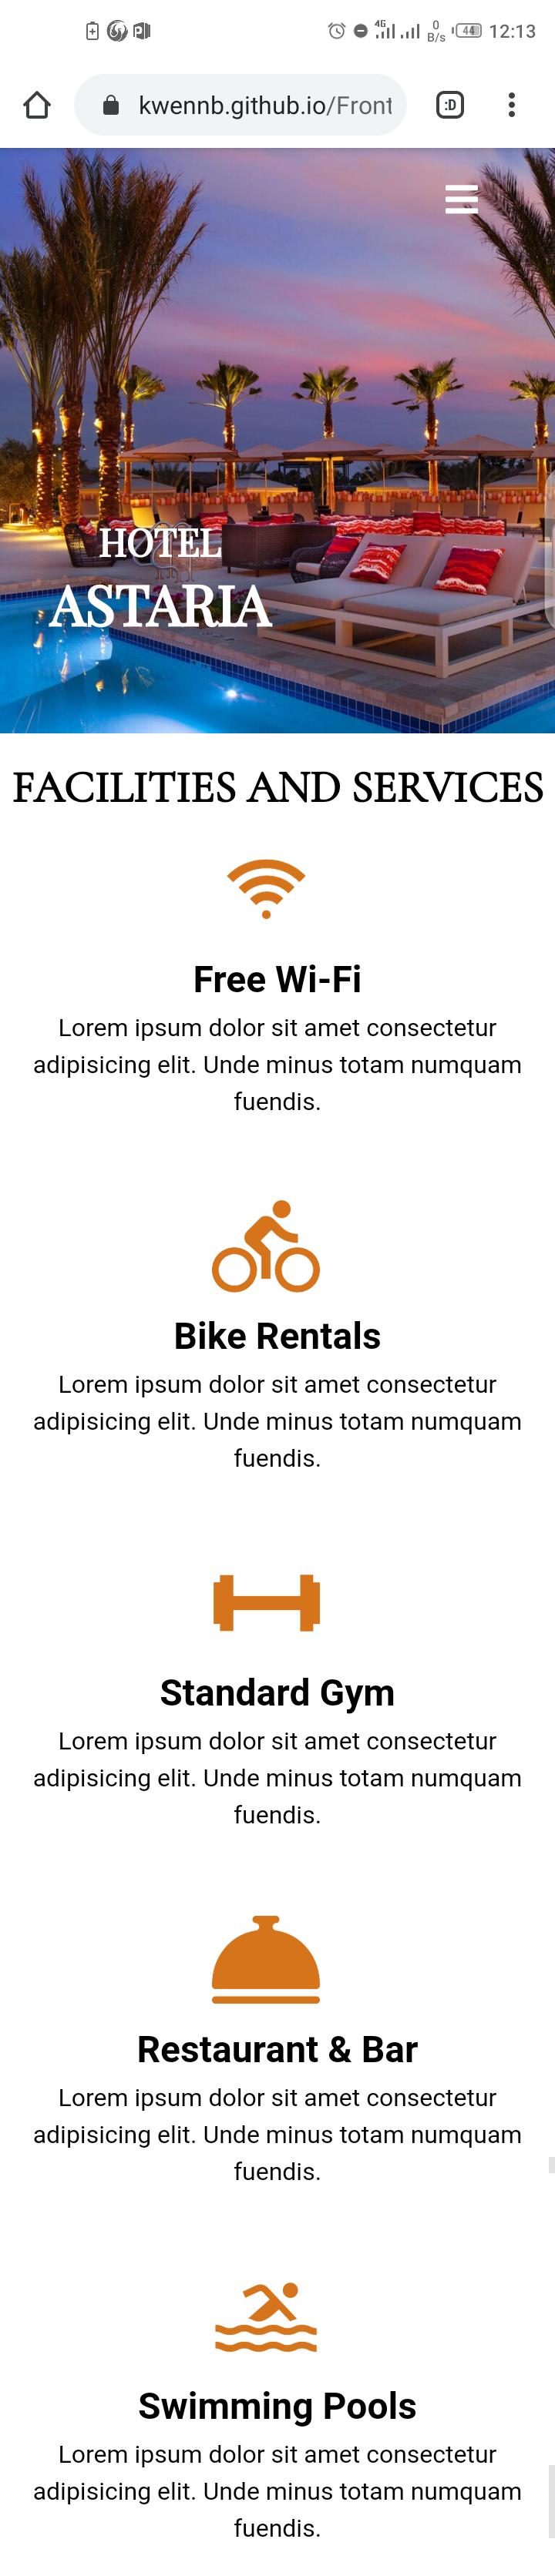 4G
0
B/s
44
12:13
kwennb.github.io/Front
:D
HOTEL
ASTARIA
FACILITIES AND SERVICES
Free Wi-Fi
Lorem ipsum dolor sit amet consectetur
adipisicing elit. Unde minus totam numquam
fuendis.
Bike Rentals
Lorem ipsum dolor sit amet consectetur
adipisicing elit. Unde minus totam numquam
fuendis.
Standard Gym
Lorem ipsum dolor sit amet consectetur
adipisicing elit. Unde minus totam numquam
fuendis.
Restaurant & Bar
Lorem ipsum dolor sit amet consectetur
adipisicing elit. Unde minus totam numquam
fuendis.
Swimming Pools
Lorem ipsum dolor sit amet consectetur
adipisicing elit. Unde minus totam numquam
fuendis.